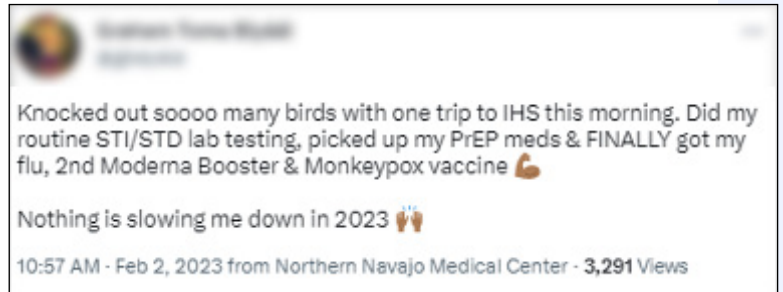 Knocked out soooo many birds with one trip to IHS this morning. Did my
routine STI/STD lab testing, picked up my PrEP meds & FINALLY got my
flu, 2nd Moderna Booster & Monkeypox vaccine 💪🏾
Nothing is slowing me down in 2023 🙌🏾
10:57 AM · Feb 2, 2023 from Northern Navajo Medical Center · 3,291 Views